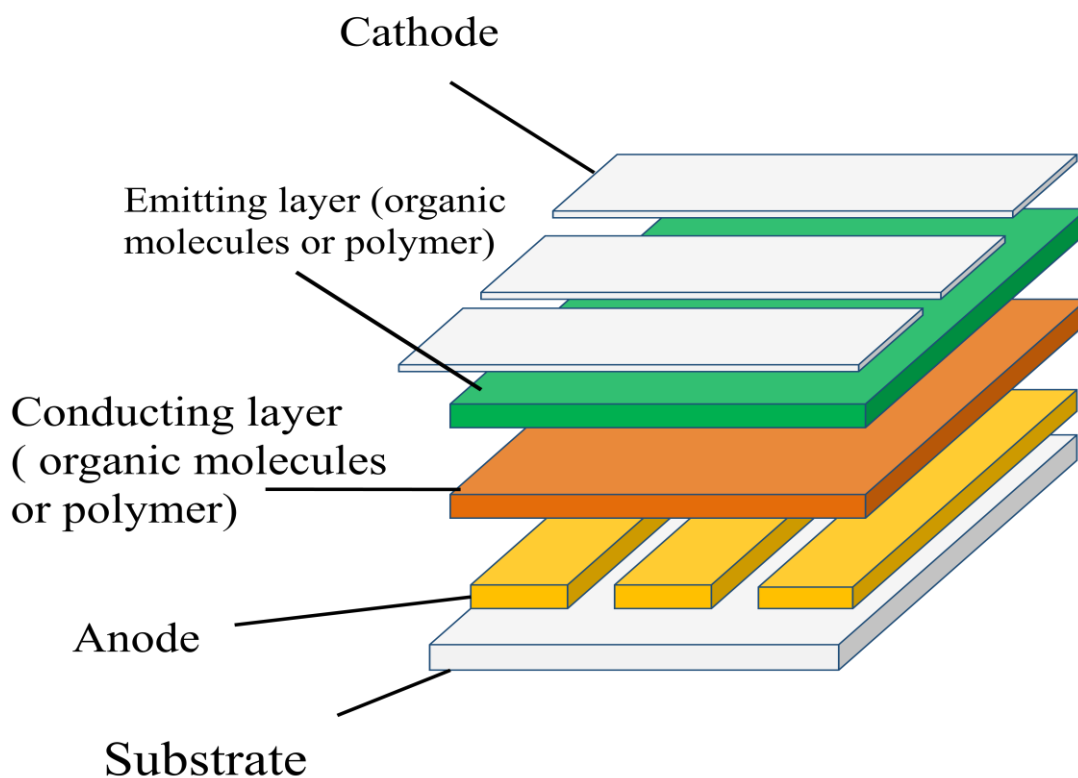 Cathode
Emitting layer (organic
molecules or polymer)
Conducting layer
( organic molecules
or polymer)
Anode
Substrate